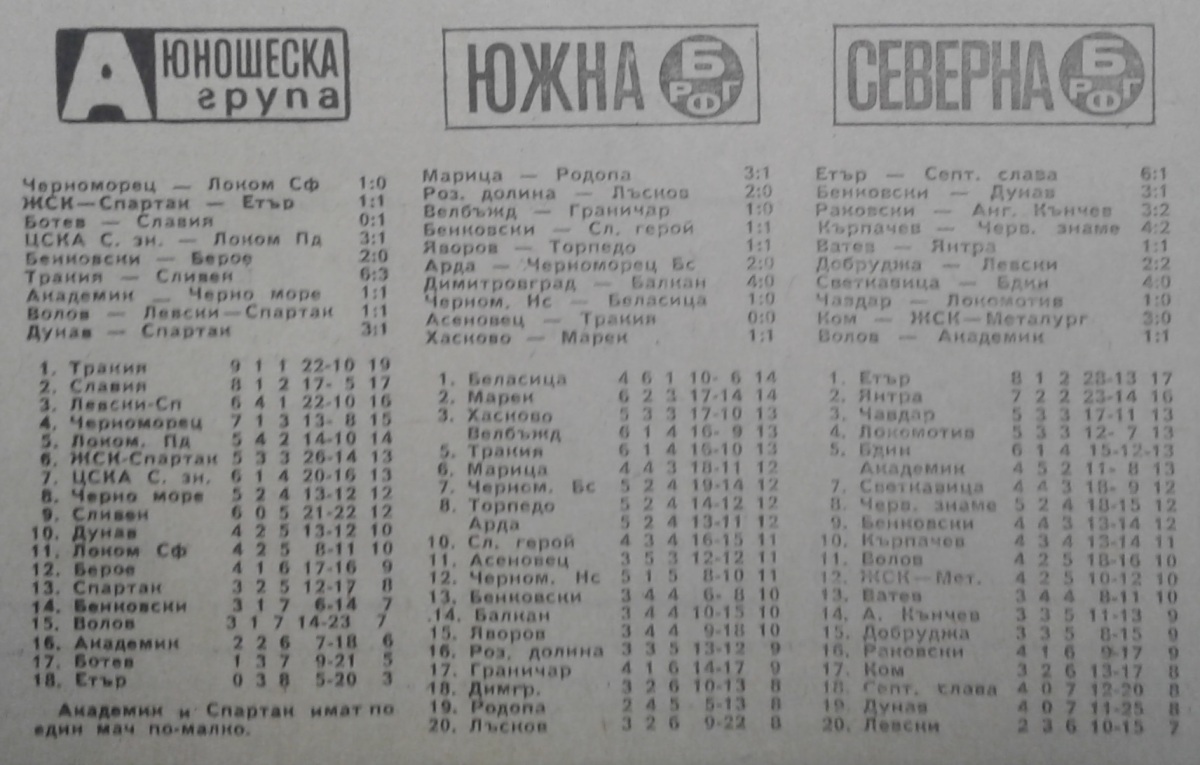 А ЮНОШЕСКА
група
Черноморец — Локом Сф 1:0
ЖСК—Спартак — Етър 1:1
Ботев — Славия 0:1
ЦСКА С. зн. — Локом Пд 3:1
Бенковски — Берое 2:0
Тракия — Сливен 6:3
Академик — Черно море 1:1
Волов — Левски—Спартак 1:1
Дунав — Спартак 3:1
1. Тракия 9 1 1 22-10 19
2. Славия 8 1 2 17- 5 17
3. Левски-Сп 6 4 1 22-10 16
4. Черноморец 7 1 3 13- 8 15
5. Локом. Пд 5 4 2 14-10 14
6. ЖСК-Спартак 5 3 3 26-14 13
7. ЦСКА С. зн. 6 1 4 20-16 13
8. Черно море 5 2 4 13-12 12
9. Сливен 6 0 5 21-22 12
10. Дунав 4 2 5 13-12 10
11. Локом Сф 4 2 5 8-11 10
12. Берое 4 1 6 17-16 9
13. Спартак 3 2 5 12-17 8
14. Бенковски 3 1 7 6-14 7
15. Волов 3 1 7 14-23 7
16. Академик 2 2 6 7-18 6
17. Ботев 1 3 7 9-21 5
18. Етър 0 3 8 5-20 3
Академик и Спартак имат по
един мач по-малко.
ЮЖНА Б
РФГ
Марица — Родопа 3:1
Роз. долина — Лъсков 2:0
Велбъжд — Граничар 1:0
Бенковски — Сл. герой 1:1
Яворов — Торпедо 1:1
Арда — Черноморец Бс 2:0
Димитровград — Балкан 4:0
Черном. Нс — Беласица 1:0
Асеновец — Тракия 0:0
Хасково — Марек 1:1
1. Беласица 4 6 1 10- 6 14
2. Марек 6 2 3 17-14 14
3. Хасково 5 3 3 17-10 13
Велбъжд 6 1 4 16- 9 13
5. Тракия 6 1 4 16-10 13
6. Марица 4 4 3 18-11 12
7. Черном. Бс 5 2 4 19-14 12
8. Торпедо 5 2 4 14-12 12
Арда 5 2 4 13-11 12
10. Сл. герой 4 3 4 16-15 11
11. Асеновец 3 5 3 12-12 11
12. Черном. Нс 5 1 5 8-10 11
13. Бенковски 3 4 4 6- 8 10
14. Балкан 3 4 4 10-15 10
15. Яворов 3 4 4 9-18 10
16. Роз. долина 3 3 5 13-12 9
17. Граничар 4 1 6 14-17 9
18. Димгр. 3 2 6 10-13 8
19. Родопа 2 4 5 5-13 8
20. Лъсков 3 2 6 9-22 8
СЕВЕРНА Б
РФГ
Етър — Септ. слава 6:1
Бенковски — Дунав 3:1
Раковски — Анг. Кънчев 3:2
Кърпачев — Черв. знаме 4:2
Ватев — Янтра 1:1
Добруджа — Левски 2:2
Светкавица — Бдин 4:0
Чавдар — Локомотив 1:0
Ком — ЖСК—Металург 3:0
Волов — Академик 1:1
1. Етър 8 1 2 28-13 17
2. Янтра 7 2 2 23-14 16
3. Чавдар 5 3 3 17-11 13
4. Локомотив 5 3 3 12- 7 13
5. Бдин 6 1 4 15-12-13
Академик 4 5 2 11- 8 13
7. Светкавица 4 4 3 18- 9 12
8. Черв. знаме 5 2 4 18-15 12
9. Бенковски 4 4 3 13-14 12
10. Кърпачев 4 3 4 13-14 11
11. Волов 4 2 5 18-16 10
12. ЖСК—Мет. 4 2 5 10-12 10
13. Ватев 3 4 4 8-11 10
14. А. Кънчев 3 3 5 11-13 9
15. Добруджа 3 3 5 8-15 9
16. Раковски 4 1 6 9-17 9
17. Ком 3 2 6 13-17 8
18. Септ. слава 4 0 7 12-20 8
19. Дунав 4 0 7 11-25 8
20. Левски 2 3 6 10-15 7